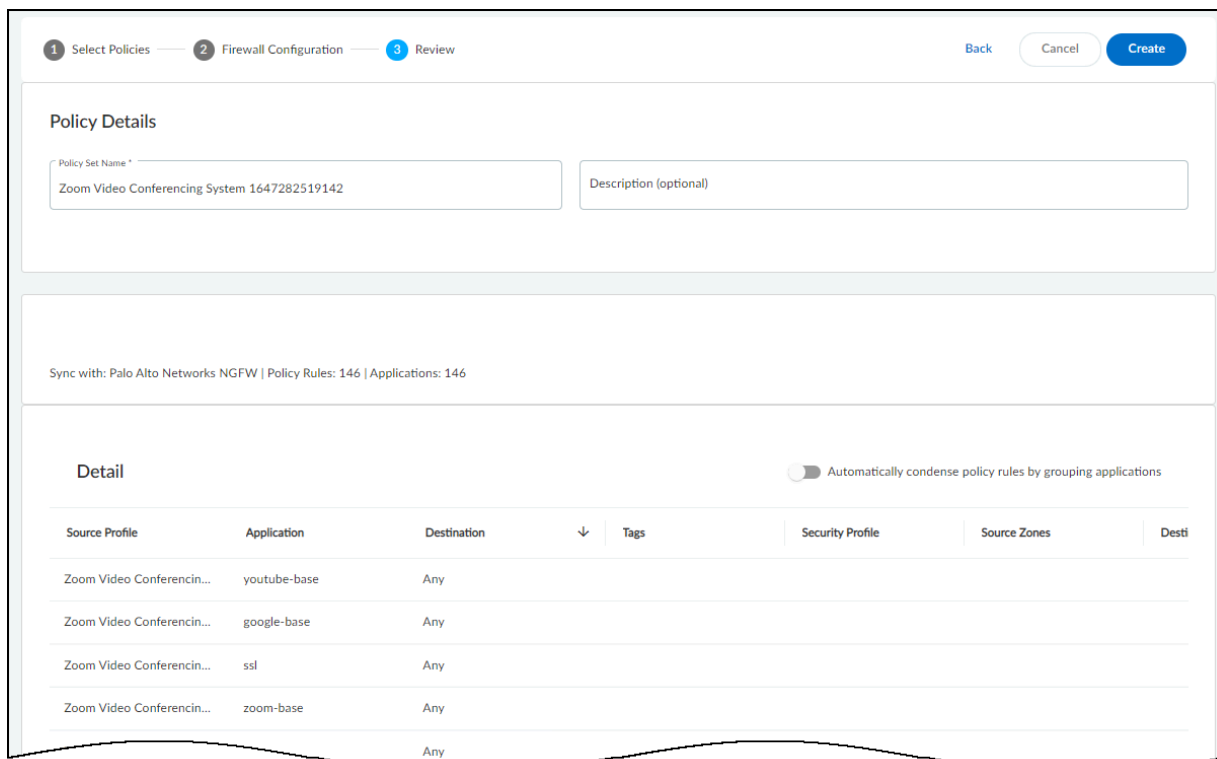 1 Select Policies 2 Firewall Configuration 3 Review Back Cancel Create
Policy Details
Policy Set Name *
Zoom Video Conferencing System 1647282519142
Description (optional)
Sync with: Palo Alto Networks NGFW | Policy Rules: 146 | Applications: 146
Detail
Automatically condense policy rules by grouping applications
Source Profile Application Destination Tags Security Profile Source Zones Desti
Zoom Video Conferencin... youtube-base Any
Zoom Video Conferencin... google-base Any
Zoom Video Conferencin... ssl Any
Zoom Video Conferencin... zoom-base Any
Any